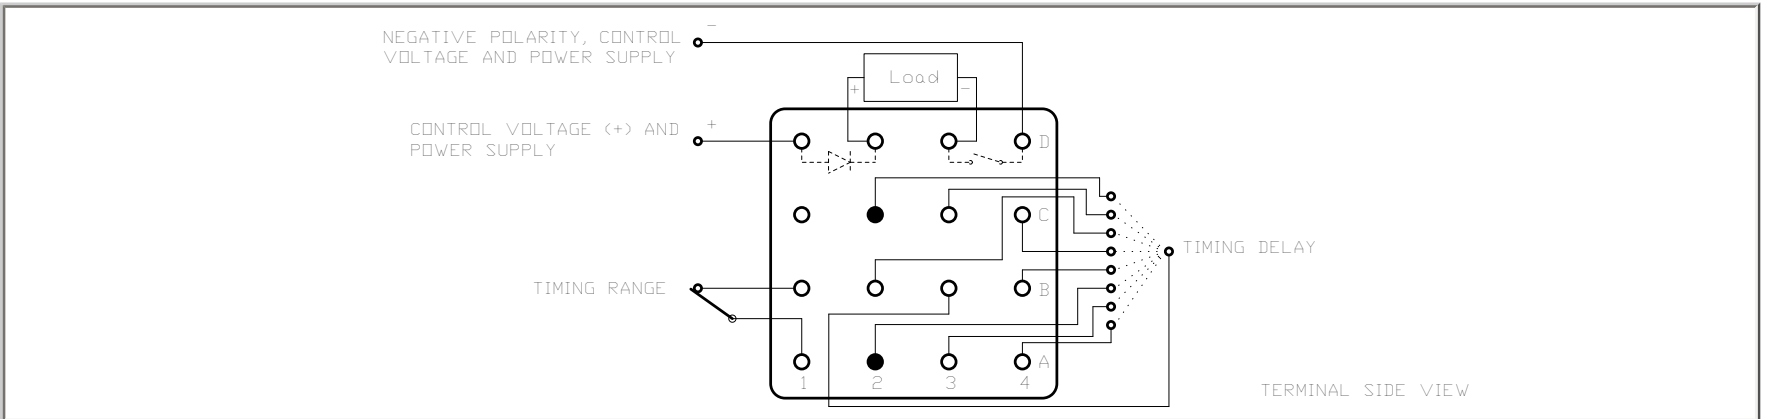 −
NEGATIVE POLARITY, CONTROL
VOLTAGE AND POWER SUPPLY
Load
+ −
CONTROL VOLTAGE (+) AND
POWER SUPPLY
+
D
C
TIMING DELAY
TIMING RANGE
B
A
1 2 3 4
TERMINAL SIDE VIEW